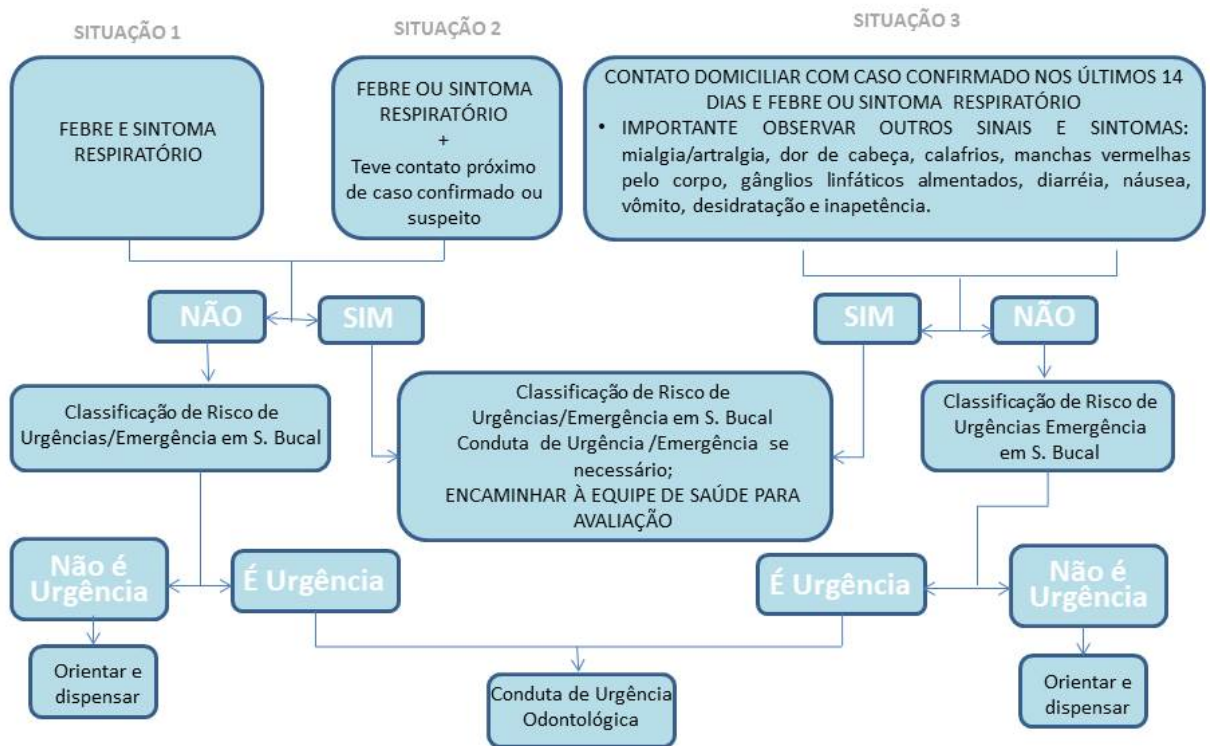 SITUAÇÃO 1
FEBRE E SINTOMA
RESPIRATÓRIO
SITUAÇÃO 2
FEBRE OU SINTOMA
RESPIRATÓRIO
+
Teve contato próximo
de caso confirmado ou
suspeito
SITUAÇÃO 3
CONTATO DOMICILIAR COM CASO CONFIRMADO NOS ÚLTIMOS 14
DIAS E FEBRE OU SINTOMA RESPIRATÓRIO
• IMPORTANTE OBSERVAR OUTROS SINAIS E SINTOMAS:
mialgia/artralgia, dor de cabeça, calafrios, manchas vermelhas
pelo corpo, gânglios linfáticos almentados, diarréia, náusea,
vômito, desidratação e inapetência.
NÃO
SIM
SIM
NÃO
Classificação de Risco de
Urgências/Emergência em S. Bucal
Classificação de Risco de
Urgências/Emergência em S. Bucal
Conduta de Urgência /Emergência se
necessário;
ENCAMINHAR À EQUIPE DE SAÚDE PARA
AVALIAÇÃO
Classificação de Risco de
Urgências Emergência
em S. Bucal
Não é
Urgência
É Urgência
É Urgência
Não é
Urgência
Orientar e
dispensar
Conduta de Urgência
Odontológica
Orientar e
dispensar